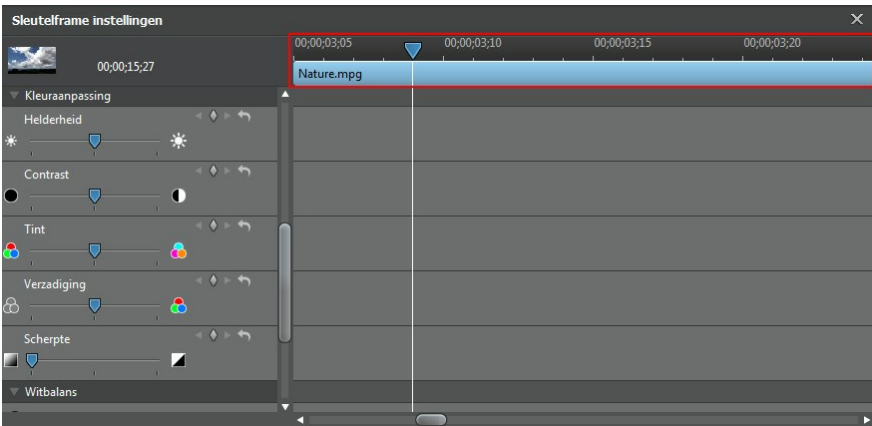 Sleutelframe instellingen
00;00;15;27
00;00;03;05 00;00;03;10 00;00;03;15 00;00;03;20
Nature.mpg
Kleuraanpassing
Helderheid
Contrast
Tint
Verzadiging
Scherpte
Witbalans